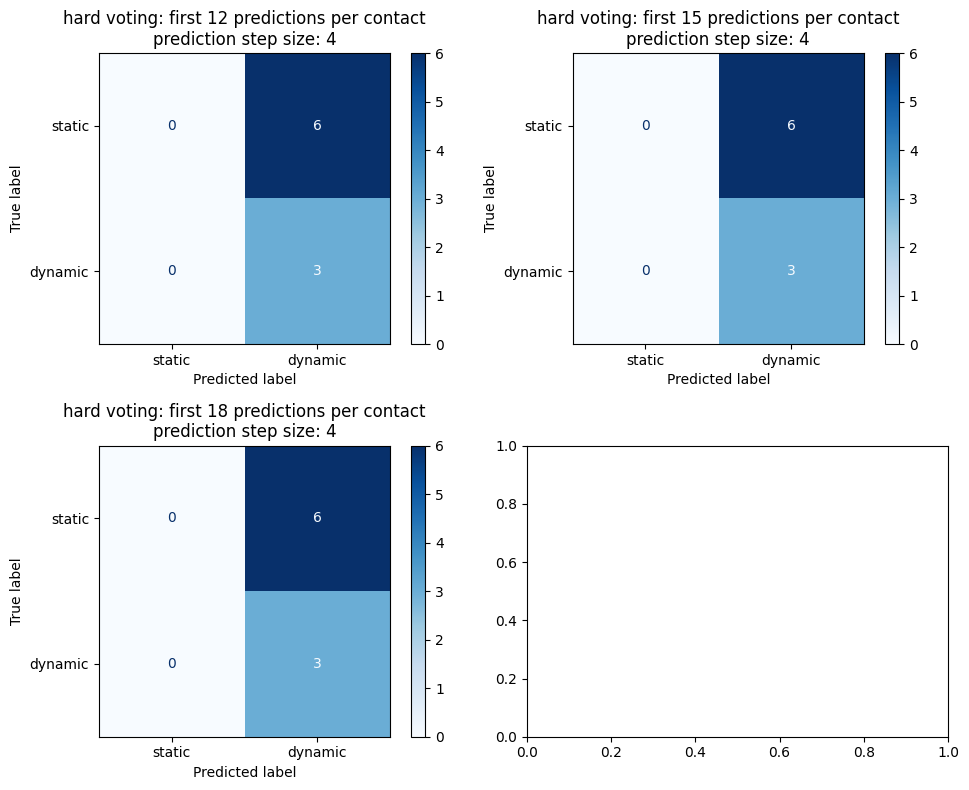 hard voting: first 12 predictions per contact
prediction step size: 4
static
dynamic
True label
0
6
0
3
static
dynamic
Predicted label
6
5
4
3
2
1
0
hard voting: first 15 predictions per contact
prediction step size: 4
static
dynamic
True label
0
6
0
3
static
dynamic
Predicted label
6
5
4
3
2
1
0
hard voting: first 18 predictions per contact
prediction step size: 4
static
dynamic
True label
0
6
0
3
static
dynamic
Predicted label
6
5
4
3
2
1
0
1.0
0.8
0.6
0.4
0.2
0.0
0.0
0.2
0.4
0.6
0.8
1.0